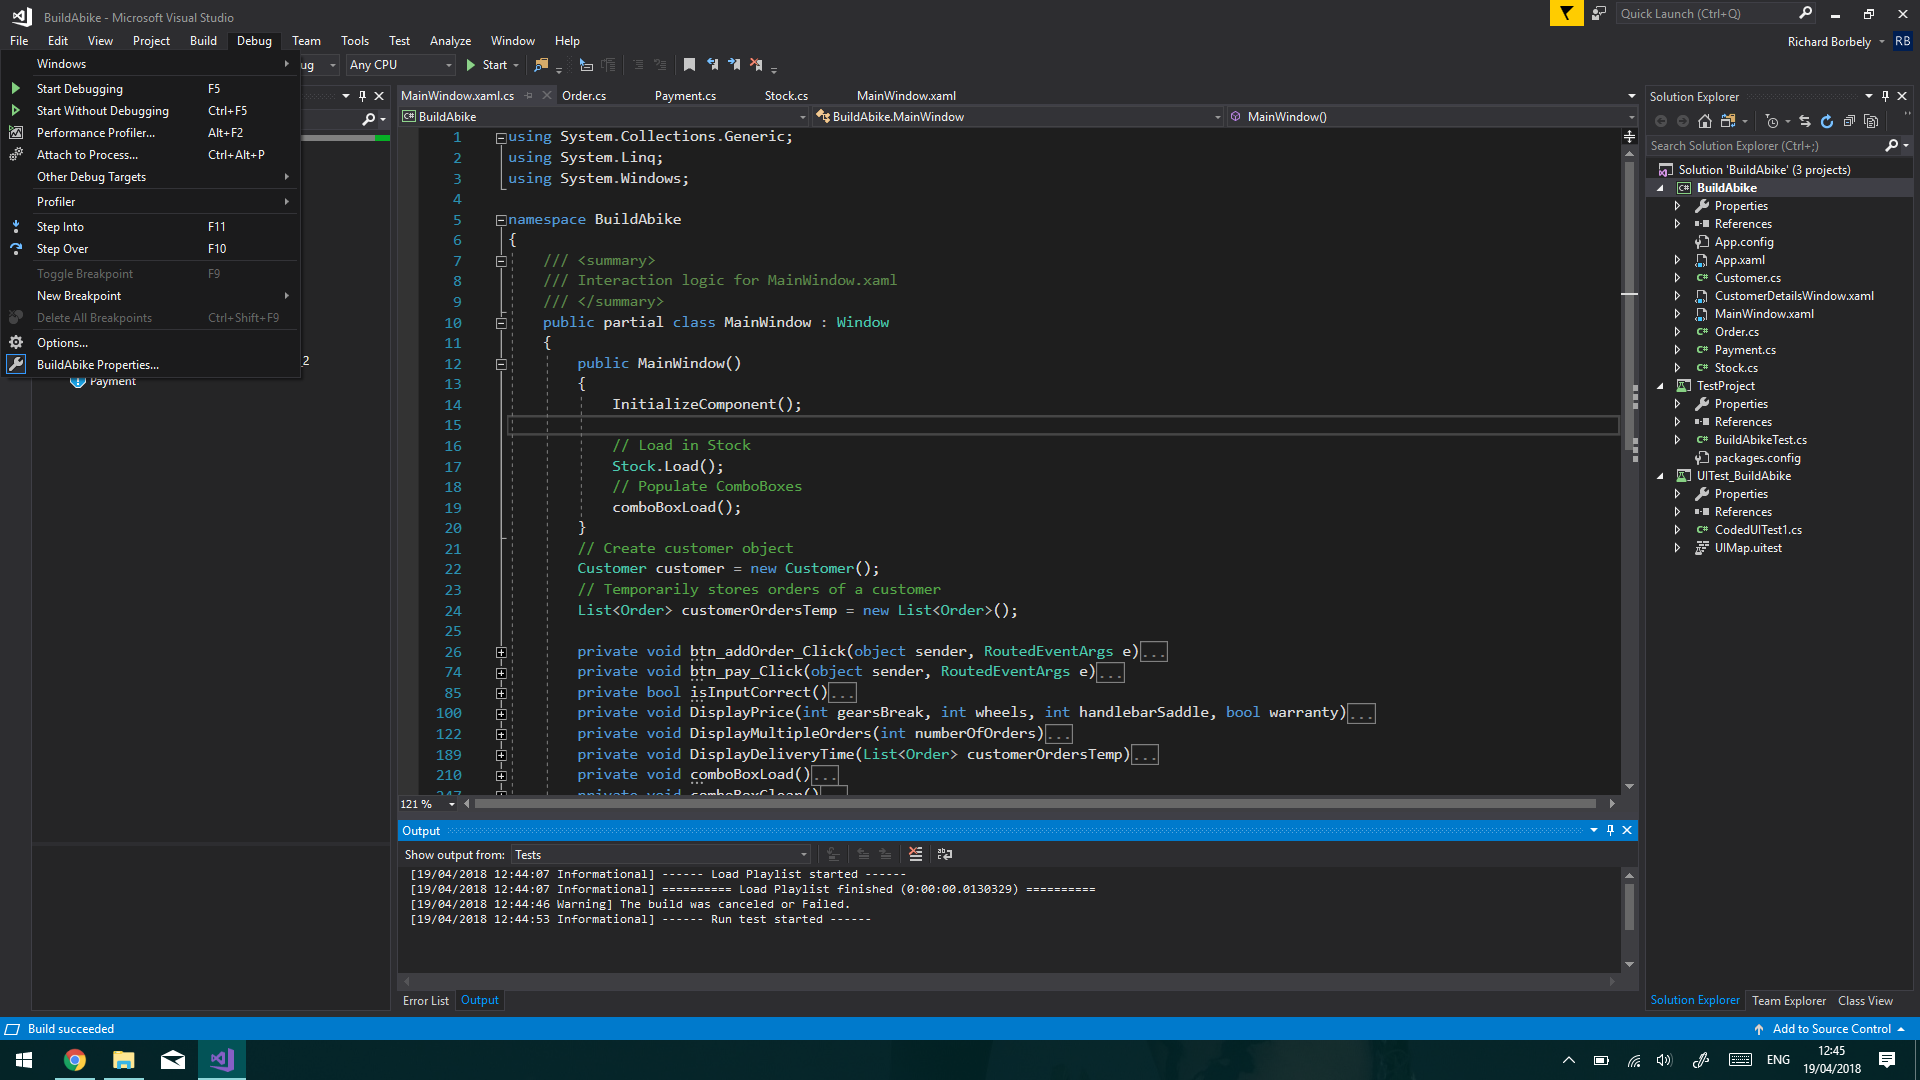 BuildAbike - Microsoft Visual Studio
Quick Launch (Ctrl+Q)
File Edit View Project Build Debug Team Tools Test Analyze Window Help
Richard Borbely RB
Windows
ug Any CPU Start
Start Debugging F5
Start Without Debugging Ctrl+F5
Performance Profiler... Alt+F2
Attach to Process... Ctrl+Alt+P
Other Debug Targets
Profiler
Step Into F11
Step Over F10
Toggle Breakpoint F9
New Breakpoint
Delete All Breakpoints Ctrl+Shift+F9
Options...
BuildAbike Properties...
_2
Payment
MainWindow.xaml.cs Order.cs Payment.cs Stock.cs MainWindow.xaml
BuildAbike BuildAbike.MainWindow MainWindow()
1 using System.Collections.Generic;
2 using System.Linq;
3 using System.Windows;
4
5 namespace BuildAbike
6 {
7 /// <summary>
8 /// Interaction logic for MainWindow.xaml
9 /// </summary>
10 public partial class MainWindow : Window
11 {
12 public MainWindow()
13 {
14 InitializeComponent();
15
16 // Load in Stock
17 Stock.Load();
18 // Populate ComboBoxes
19 comboBoxLoad();
20 }
21 // Create customer object
22 Customer customer = new Customer();
23 // Temporarily stores orders of a customer
24 List<Order> customerOrdersTemp = new List<Order>();
25
26 private void btn_addOrder_Click(object sender, RoutedEventArgs e)...
74 private void btn_pay_Click(object sender, RoutedEventArgs e)...
85 private bool isInputCorrect()...
100 private void DisplayPrice(int gearsBreak, int wheels, int handlebarSaddle, bool warranty)...
122 private void DisplayMultipleOrders(int numberOfOrders)...
189 private void DisplayDeliveryTime(List<Order> customerOrdersTemp)...
210 private void comboBoxLoad()...
247 private void comboBoxClear()
121 %
Output
Show output from: Tests
[19/04/2018 12:44:07 Informational] ------ Load Playlist started ------
[19/04/2018 12:44:07 Informational] ========== Load Playlist finished (0:00:00.0130329) ==========
[19/04/2018 12:44:46 Warning] The build was canceled or Failed.
[19/04/2018 12:44:53 Informational] ------ Run test started ------
Error List Output
Solution Explorer
Search Solution Explorer (Ctrl+;)
Solution 'BuildAbike' (3 projects)
BuildAbike
Properties
References
App.config
App.xaml
Customer.cs
CustomerDetailsWindow.xaml
MainWindow.xaml
Order.cs
Payment.cs
Stock.cs
TestProject
Properties
References
BuildAbikeTest.cs
packages.config
UITest_BuildAbike
Properties
References
CodedUITest1.cs
UIMap.uitest
Solution Explorer Team Explorer Class View
Build succeeded
Add to Source Control
ENG
12:45
19/04/2018